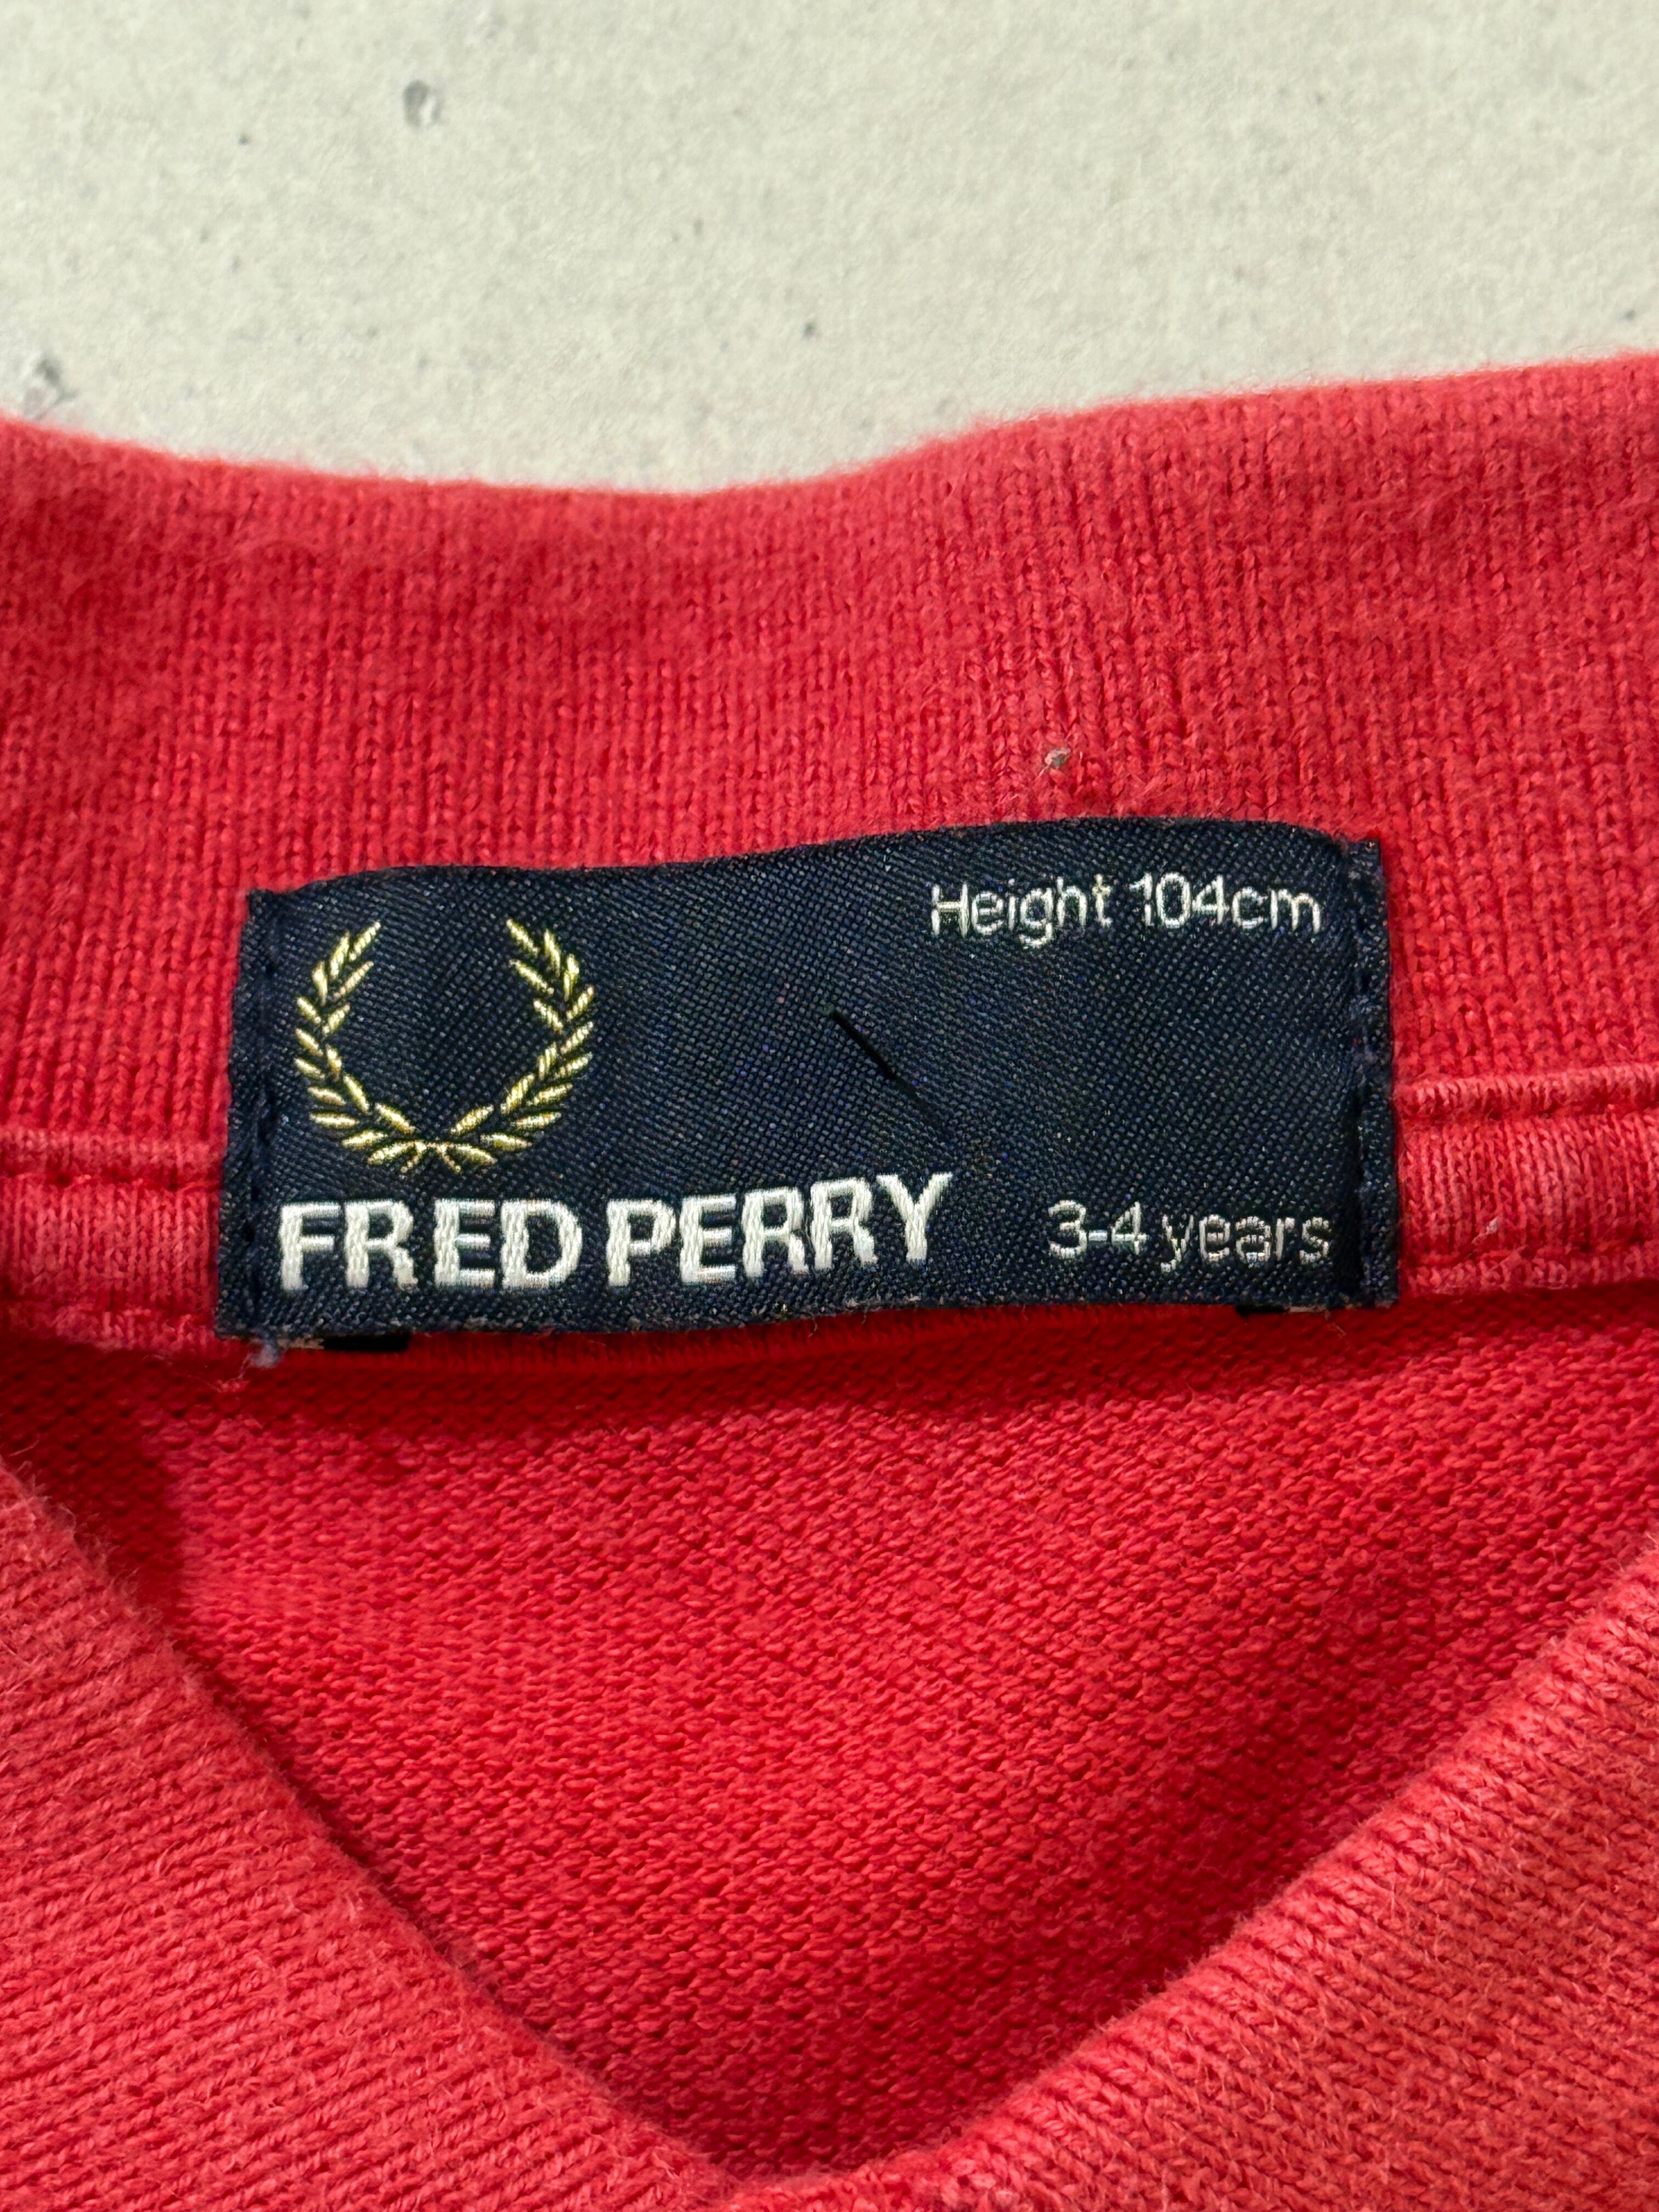 Height 104cm
FRED PERRY 3-4 years